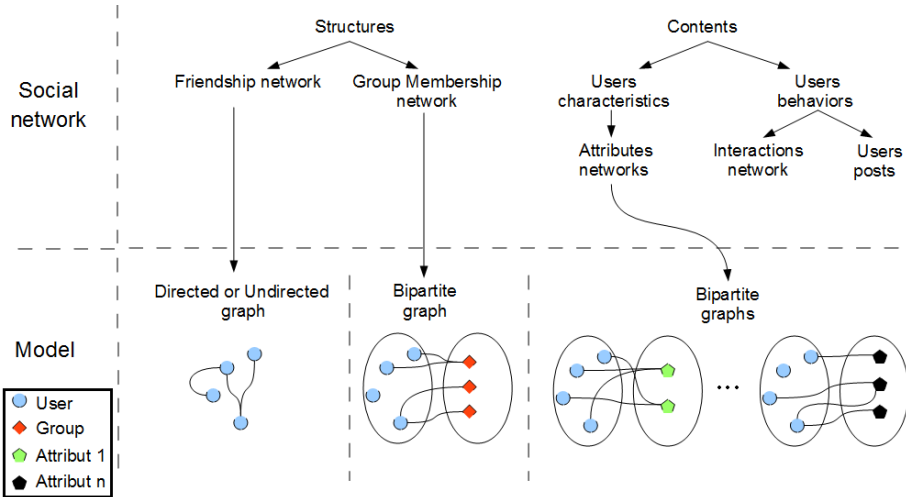 Structures
Contents
Friendship network
Group Membership
network
Users
characteristics
Users
behaviors
Social
network
Attributes
networks
Interactions
network
Users
posts
Directed or Undirected
graph
Bipartite
graph
Bipartite
graphs
Model
...
User
Group
Attribut 1
Attribut n